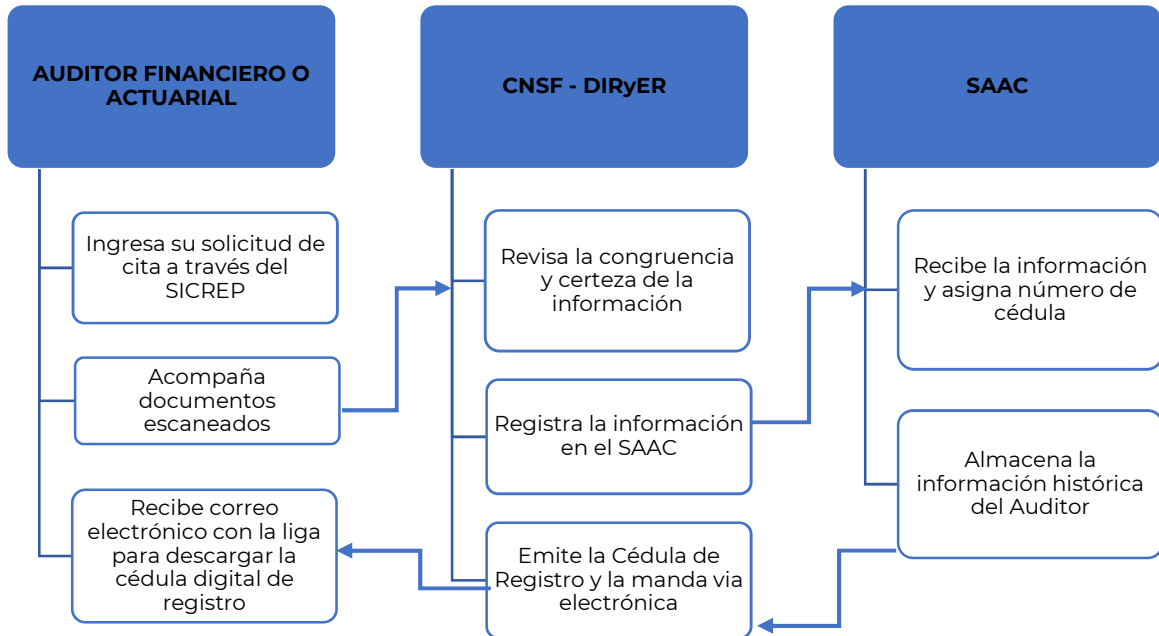 AUDITOR FINANCIERO O
ACTUARIAL
Ingresa su solicitud de
cita a través del
SICREP
Acompaña
documentos
escaneados
Recibe correo
electrónico con la liga
para descargar la
cédula digital de
registro
CNSF - DIRyER
Revisa la congruencia
y certeza de la
información
Registra la información
en el SAAC
Emite la Cédula de
Registro y la manda via
electrónica
SAAC
Recibe la información
y asigna número de
cédula
Almacena la
información histórica
del Auditor